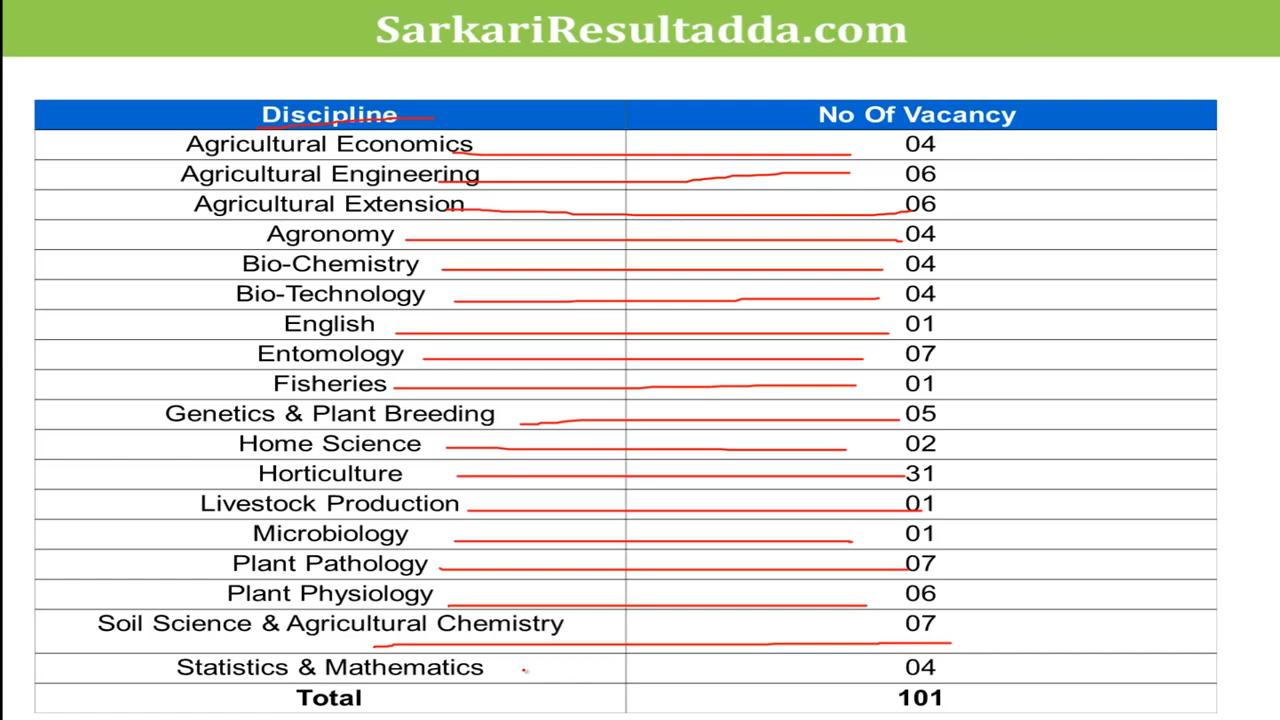 SarkariResultadda.com
Discipline No Of Vacancy
Agricultural Economics 04
Agricultural Engineering 06
Agricultural Extension 06
Agronomy 04
Bio-Chemistry 04
Bio-Technology 04
English 01
Entomology 07
Fisheries 01
Genetics & Plant Breeding 05
Home Science 02
Horticulture 31
Livestock Production 01
Microbiology 01
Plant Pathology 07
Plant Physiology 06
Soil Science & Agricultural Chemistry 07
Statistics & Mathematics 04
Total 101